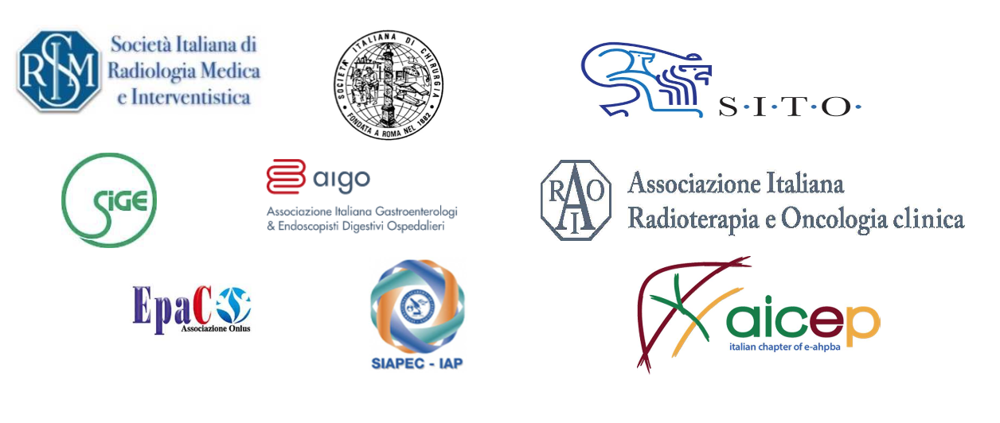 SIRM
Società Italiana di
Radiologia Medica
e Interventistica
SOCIETÀ ITALIANA DI CHIRURGIA
FONDATA A ROMA NEL 1882
S·I·T·O·
SIGE
aigo
Associazione Italiana Gastroenterologi
& Endoscopisti Digestivi Ospedalieri
AIRO
Associazione Italiana
Radioterapia e Oncologia clinica
EpaC
Associazione Onlus
SIAPEC - IAP
aicep
italian chapter of e-ahpba